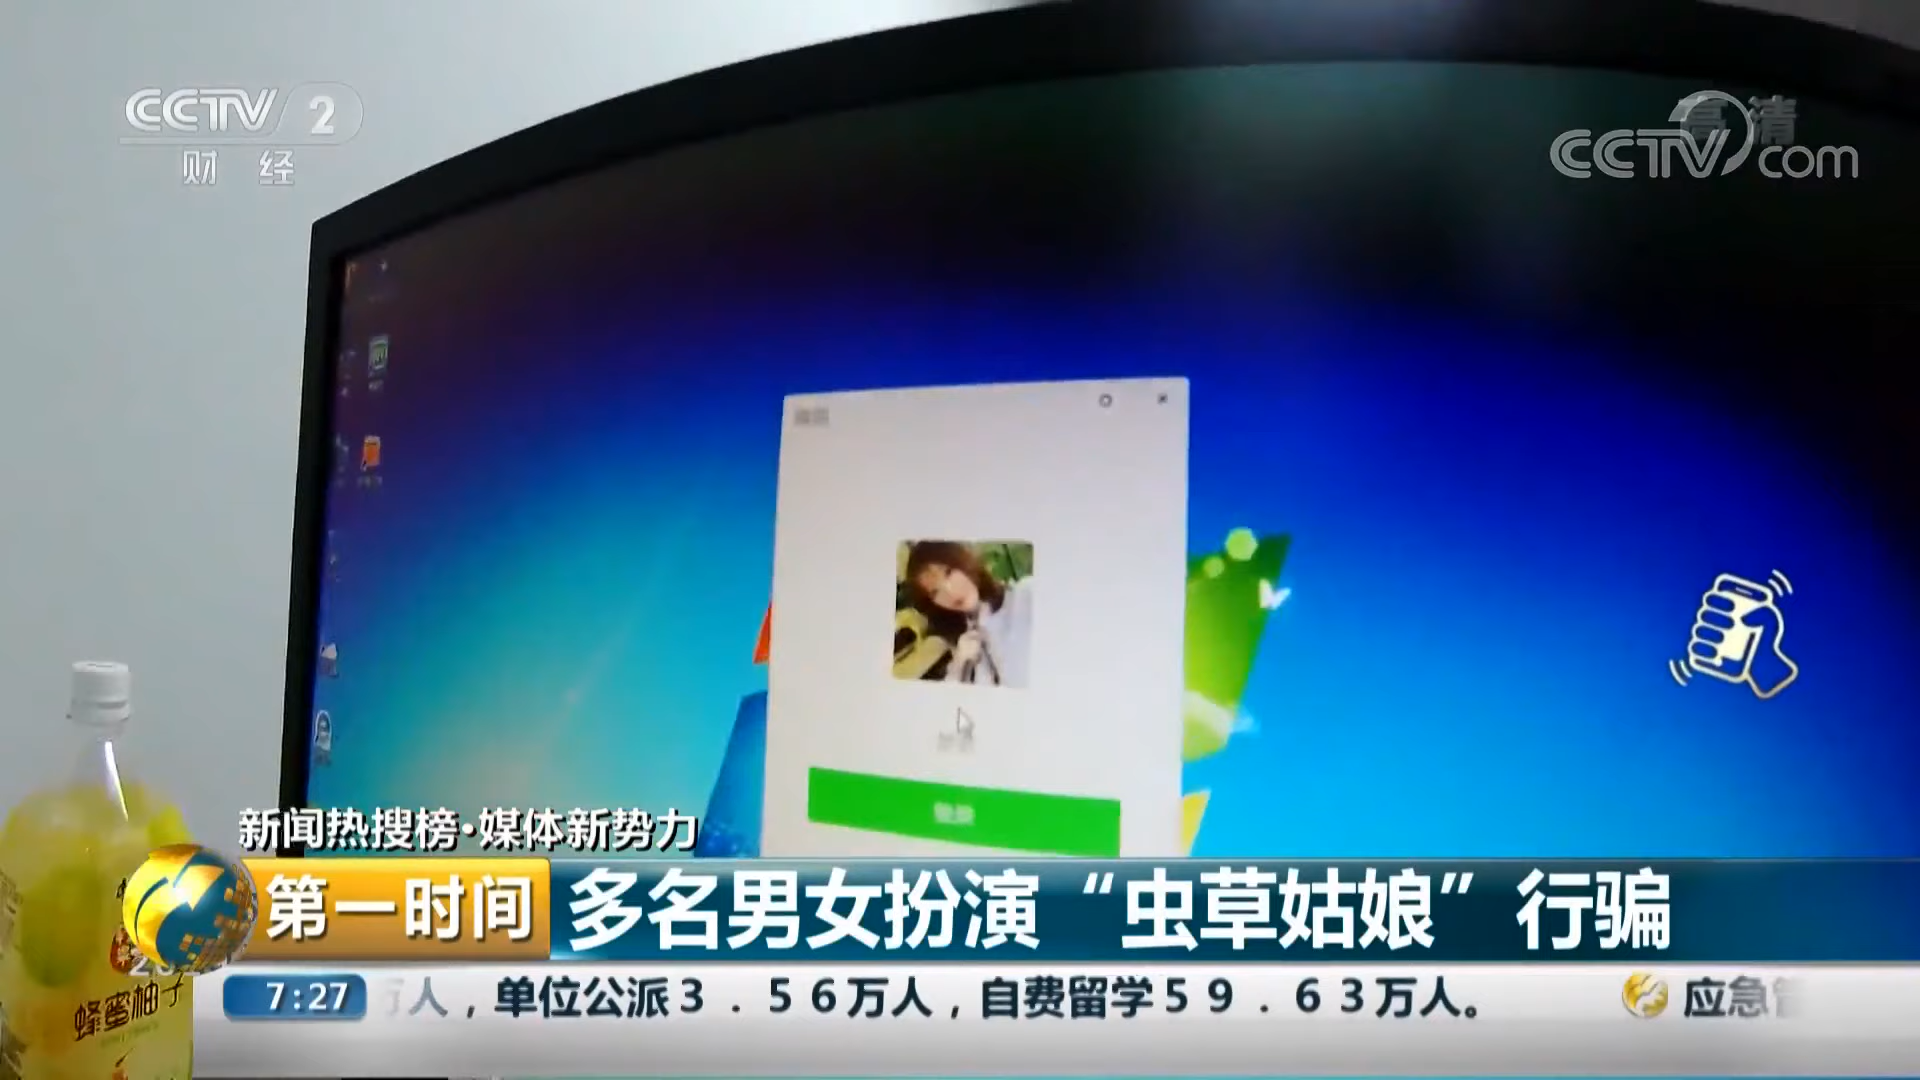 CCTV 2
财 经
高清
CCTV.com
新闻热搜榜·媒体新势力
第一时间
多名男女扮演“虫草姑娘”行骗
7:27
万人，单位公派3．56万人，自费留学59．63万人。
应急管
蜂蜜柚子